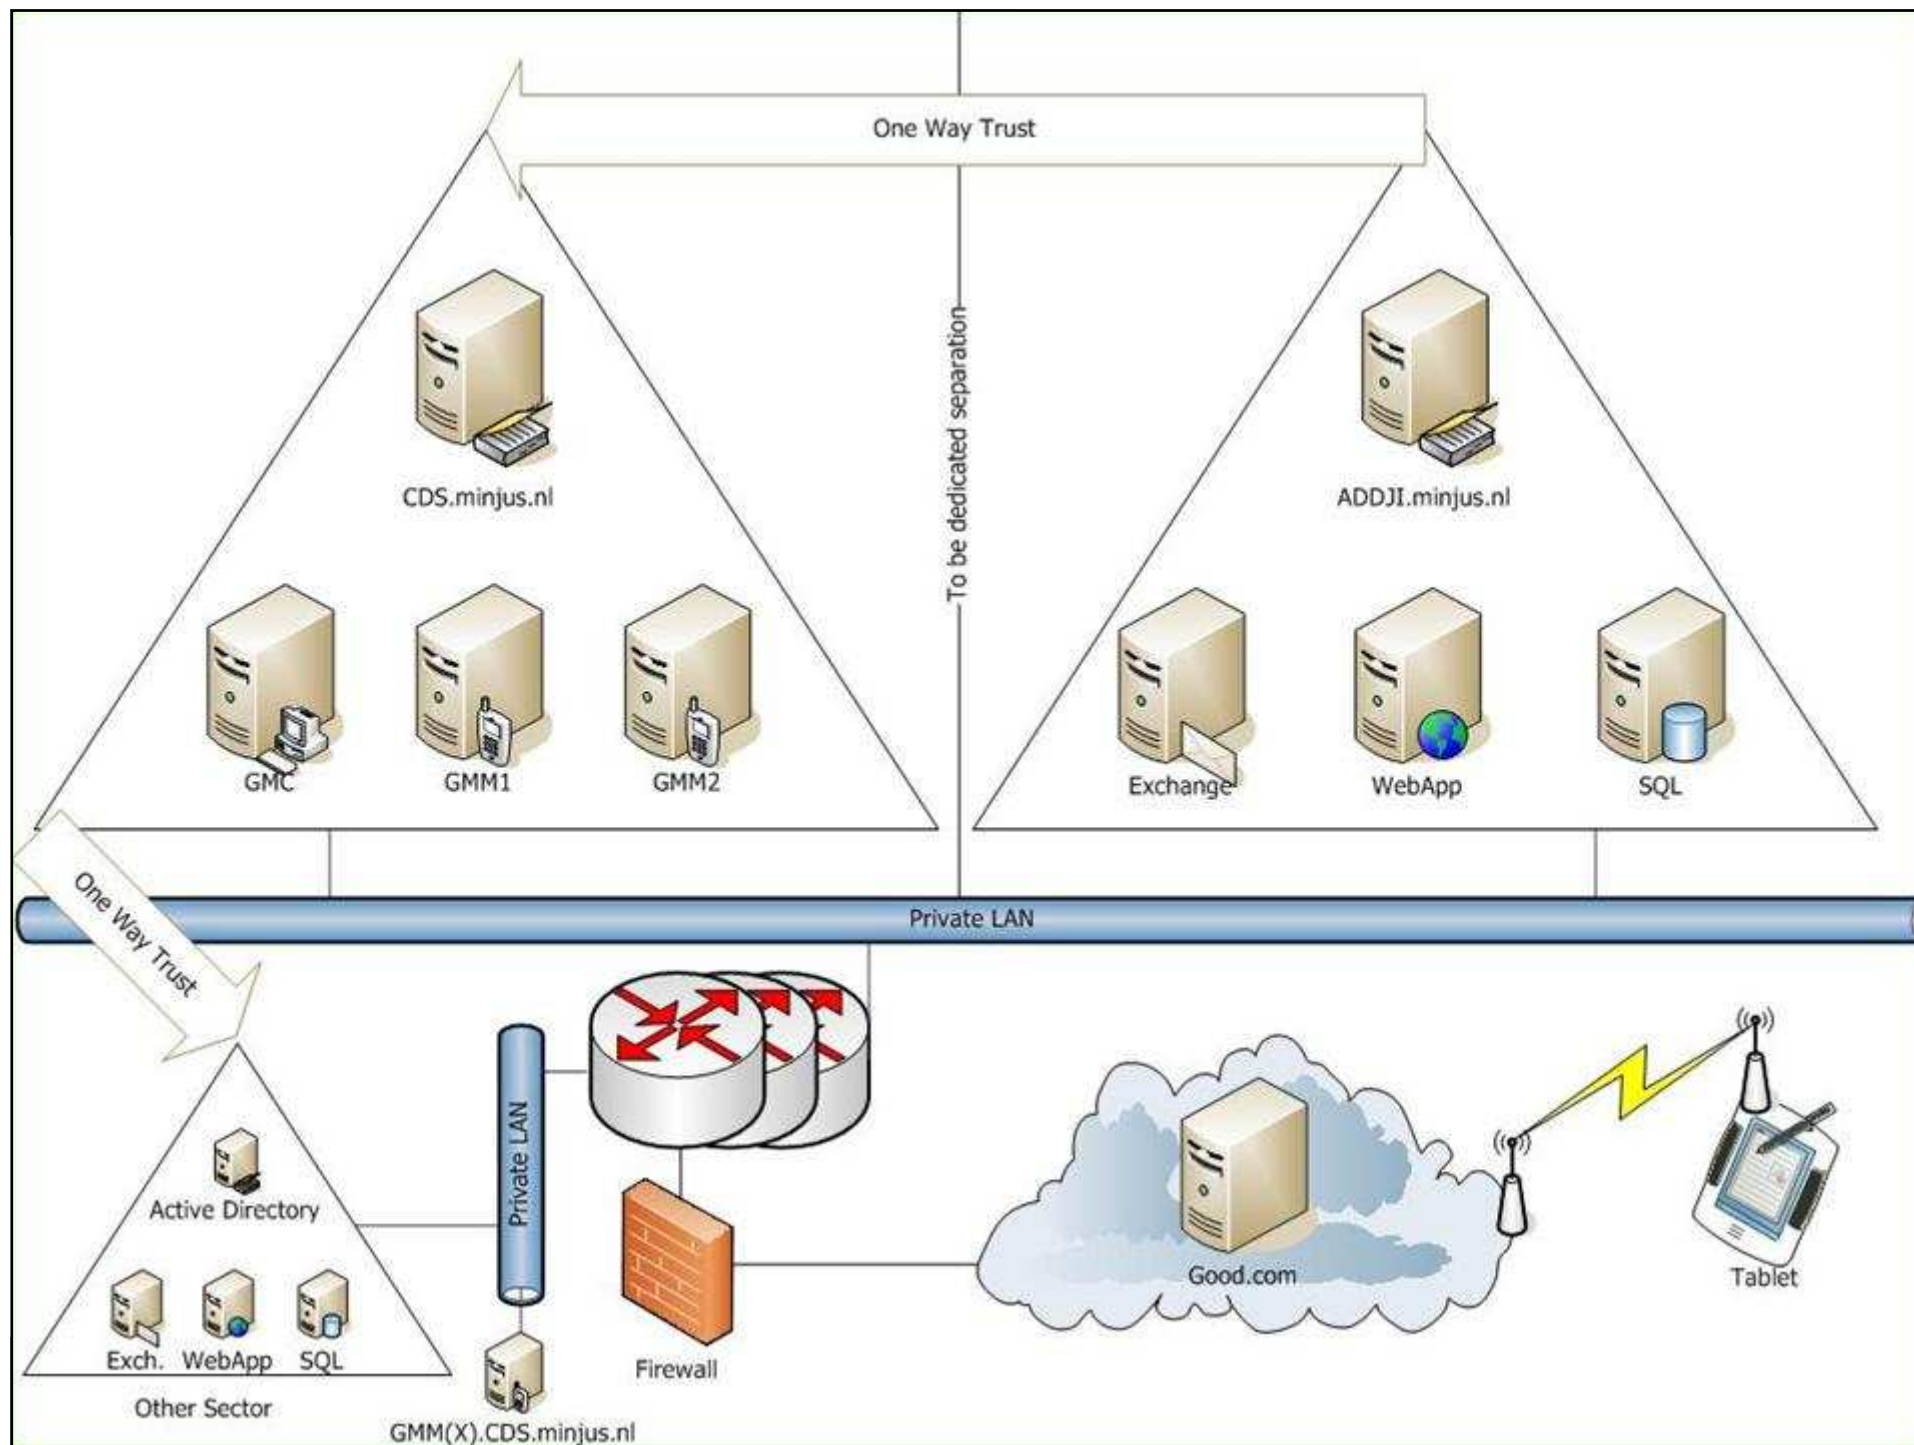 One Way Trust
To be dedicated separation
CDS.minjus.nl
ADDJI.minjus.nl
GMC
GMM1
GMM2
Exchange
WebApp
SQL
One Way Trust
Private LAN
Private LAN
Active Directory
Exch.
WebApp
SQL
Other Sector
GMM(X).CDS.minjus.nl
Firewall
Good.com
Tablet